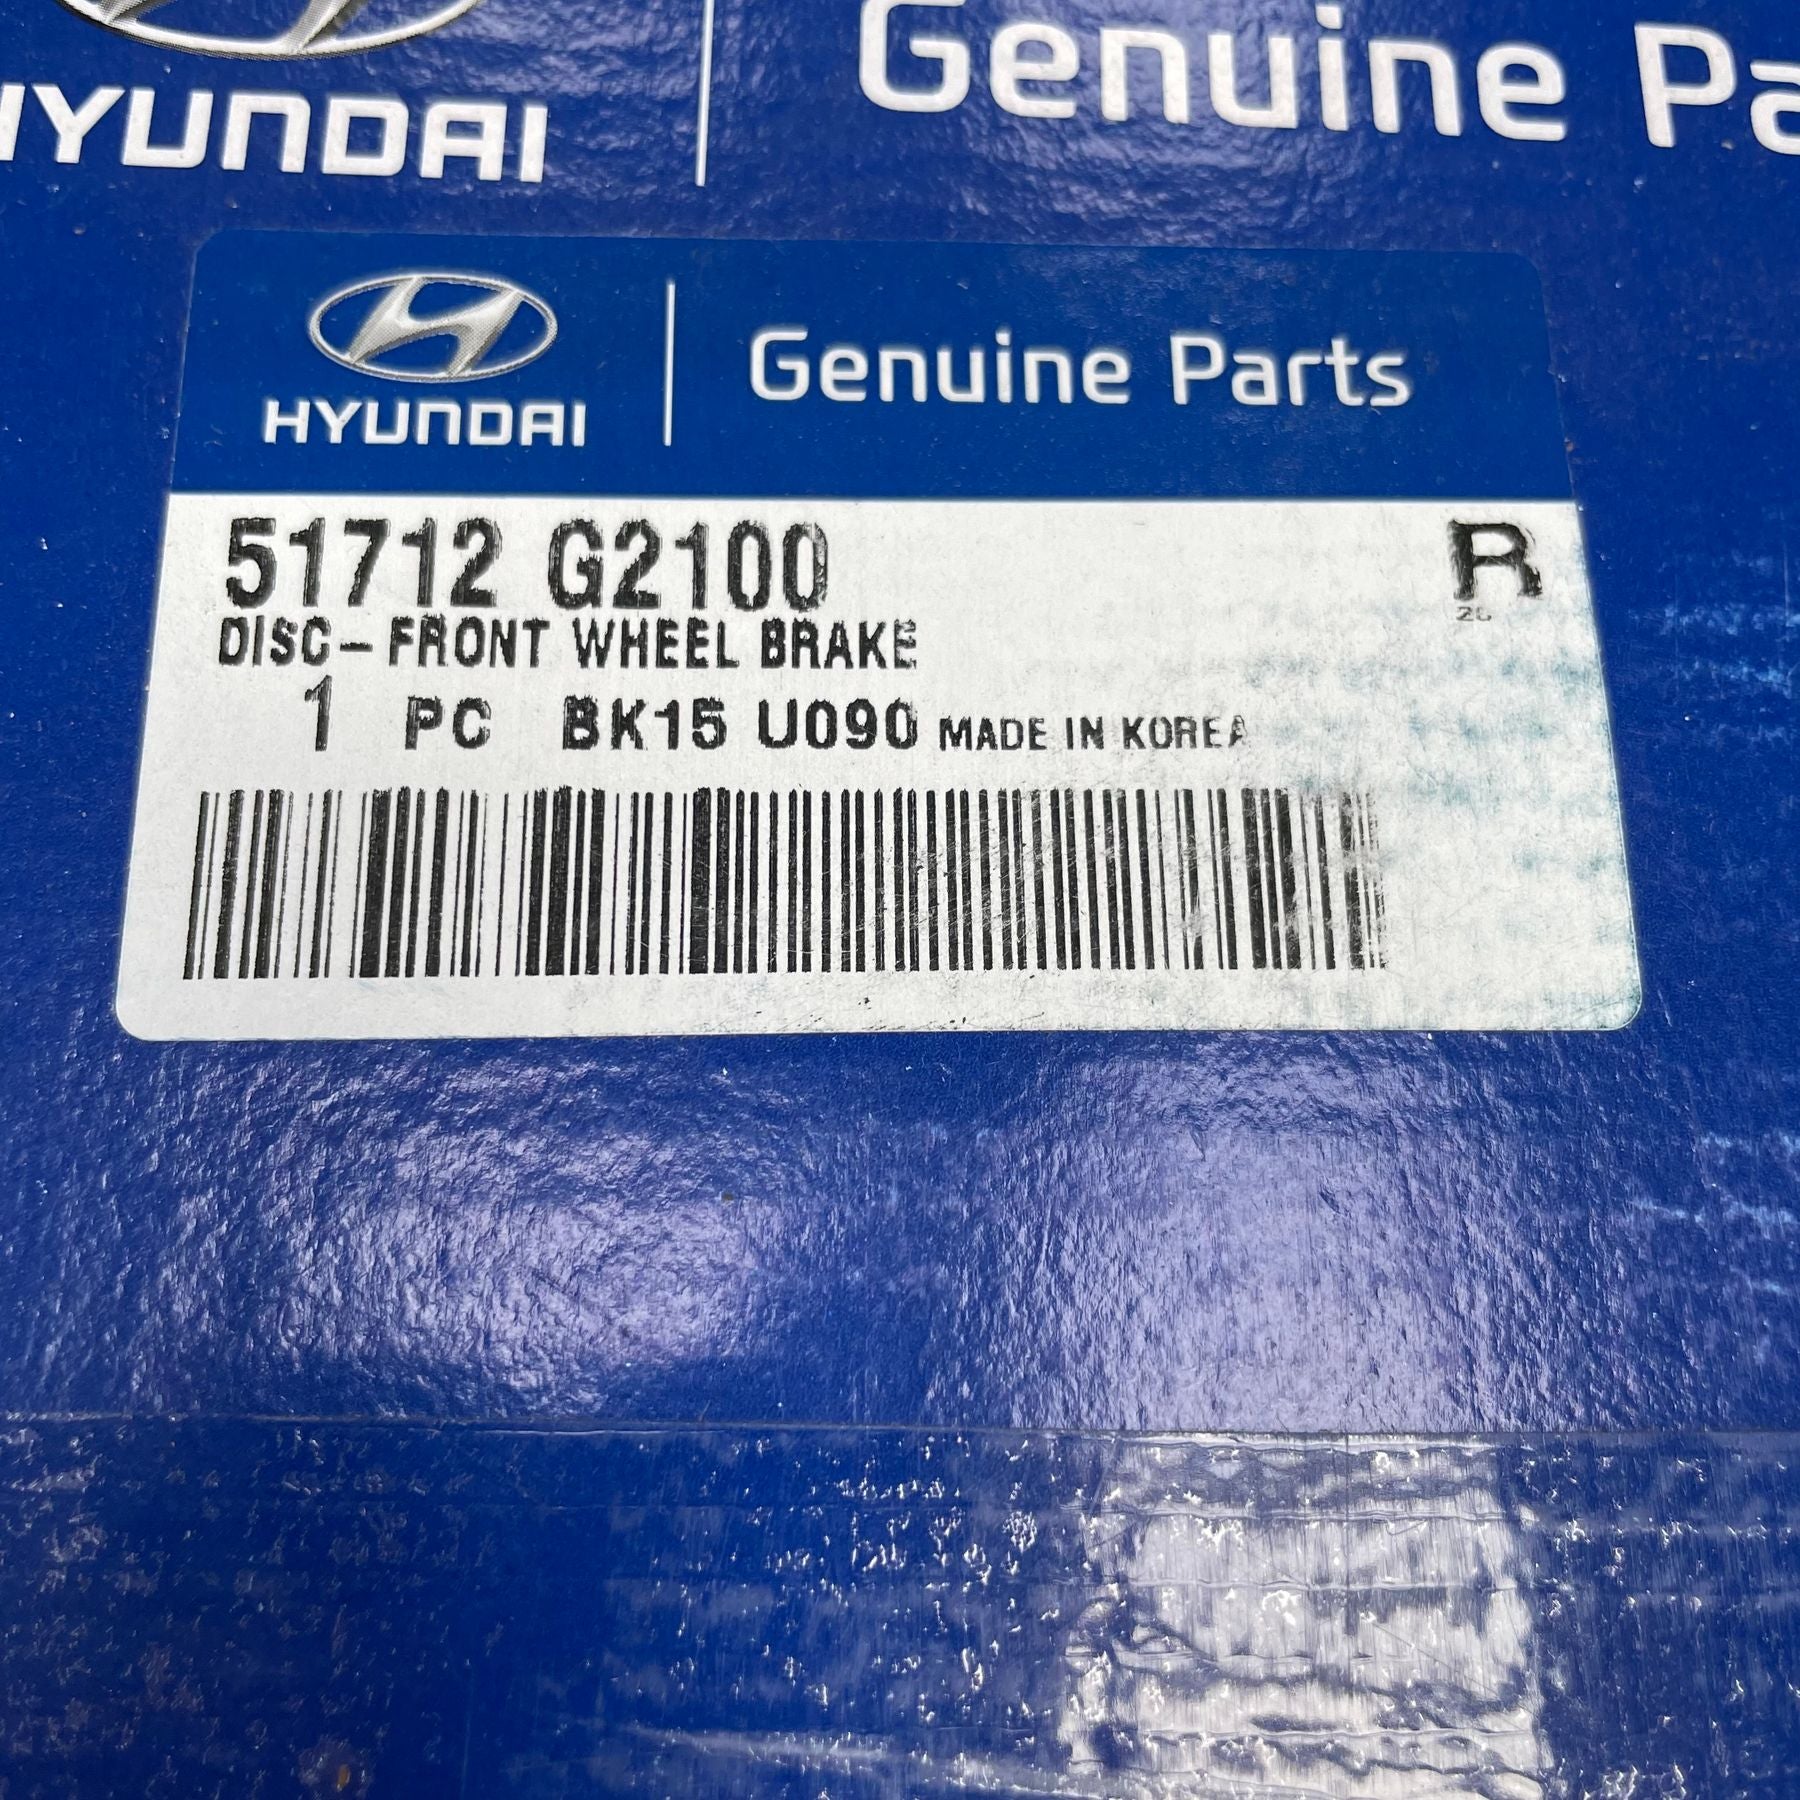 HYUNDAI
Genuine Pa
HYUNDAI
Genuine Parts
51712 G2100
R
DISC-FRONT WHEEL BRAKE
1 PC BK15 U090 MADE IN KOREA